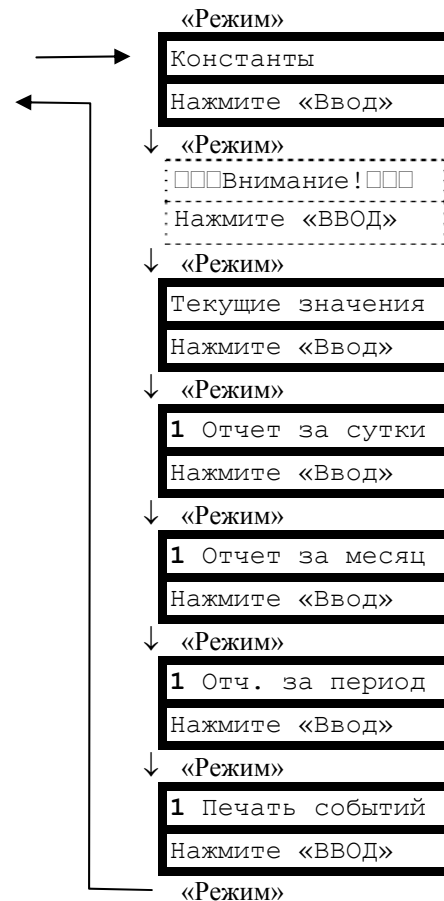 «Режим»
Константы
Нажмите «Ввод»
↓ «Режим»
□□□Внимание!□□□
Нажмите «ВВОД»
↓ «Режим»
Текущие значения
Нажмите «Ввод»
↓ «Режим»
1 Отчет за сутки
Нажмите «Ввод»
↓ «Режим»
1 Отчет за месяц
Нажмите «Ввод»
↓ «Режим»
1 Отч. за период
Нажмите «Ввод»
↓ «Режим»
1 Печать событий
Нажмите «ВВОД»
«Режим»